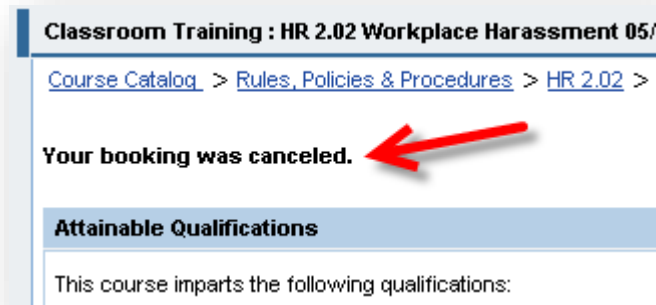 Classroom Training : HR 2.02 Workplace Harassment 05/
Course Catalog > Rules, Policies & Procedures > HR 2.02 >
Your booking was canceled.
Attainable Qualifications
This course imparts the following qualifications: